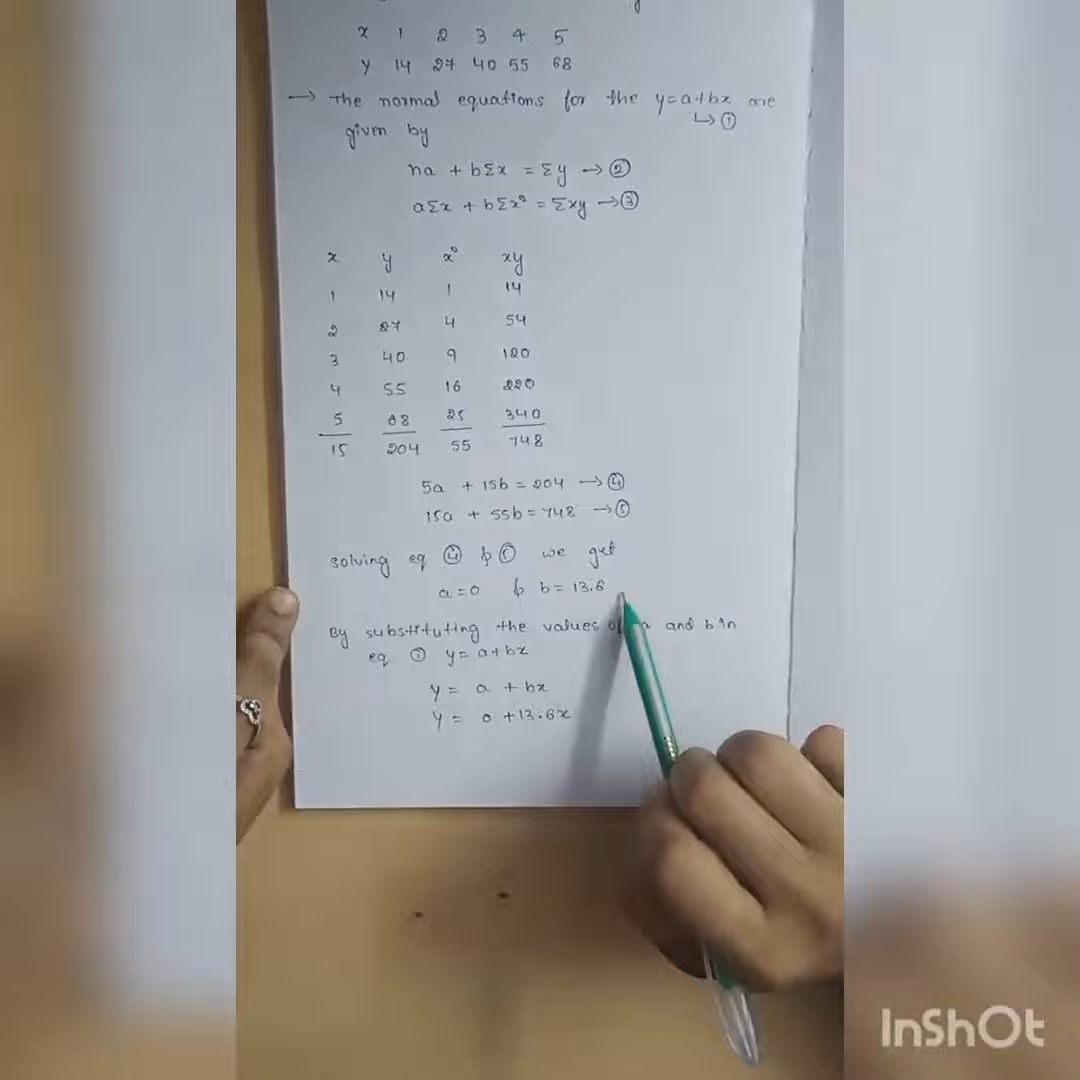 x 1 2 3 4 5
y 14 27 40 55 68
→ The normal equations for the y=a+bx are
↳ ①
given by
na + bΣx = Σy → ②
aΣx + bΣx² = Σxy → ③
x y x² xy
1 14 1 14
2 27 4 54
3 40 9 120
4 55 16 220
5 68 25 340
15 204 55 748
5a + 15b = 204 → ④
15a + 55b = 748 → ⑤
solving eq ④ & ⑤ we get
a = 0 & b = 13.6
By substituting the values and b in
eq ① y = a+bx
y = a + bx
y = 0 + 13.6x
InShOt